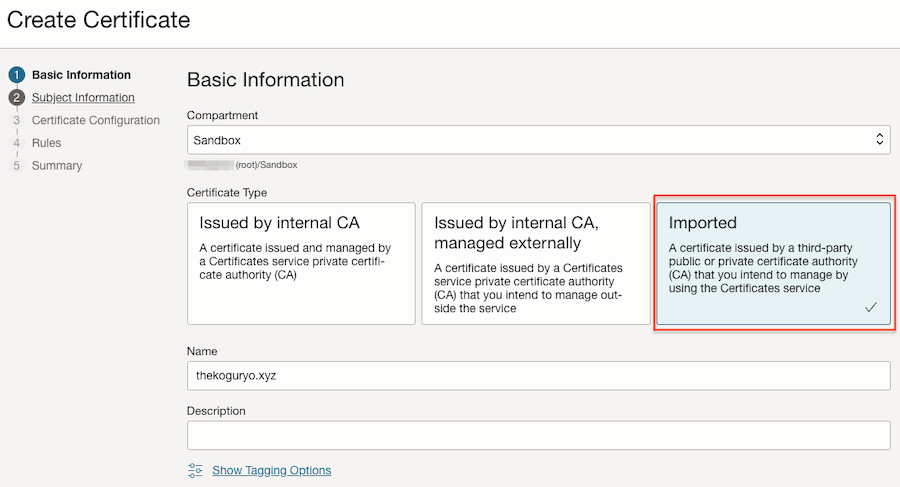 Create Certificate
1 Basic Information
2 Subject Information
3 Certificate Configuration
4 Rules
5 Summary
Basic Information
Compartment
Sandbox
(root)/Sandbox
Certificate Type
Issued by internal CA
A certificate issued and managed by
a Certificates service private certifi-
cate authority (CA)
Issued by internal CA,
managed externally
A certificate issued by a Certificates
service private certificate authority
(CA) that you intend to manage out-
side the service
Imported
A certificate issued by a third-party
public or private certificate authority
(CA) that you intend to manage by
using the Certificates service
Name
thekoguryo.xyz
Description
Show Tagging Options